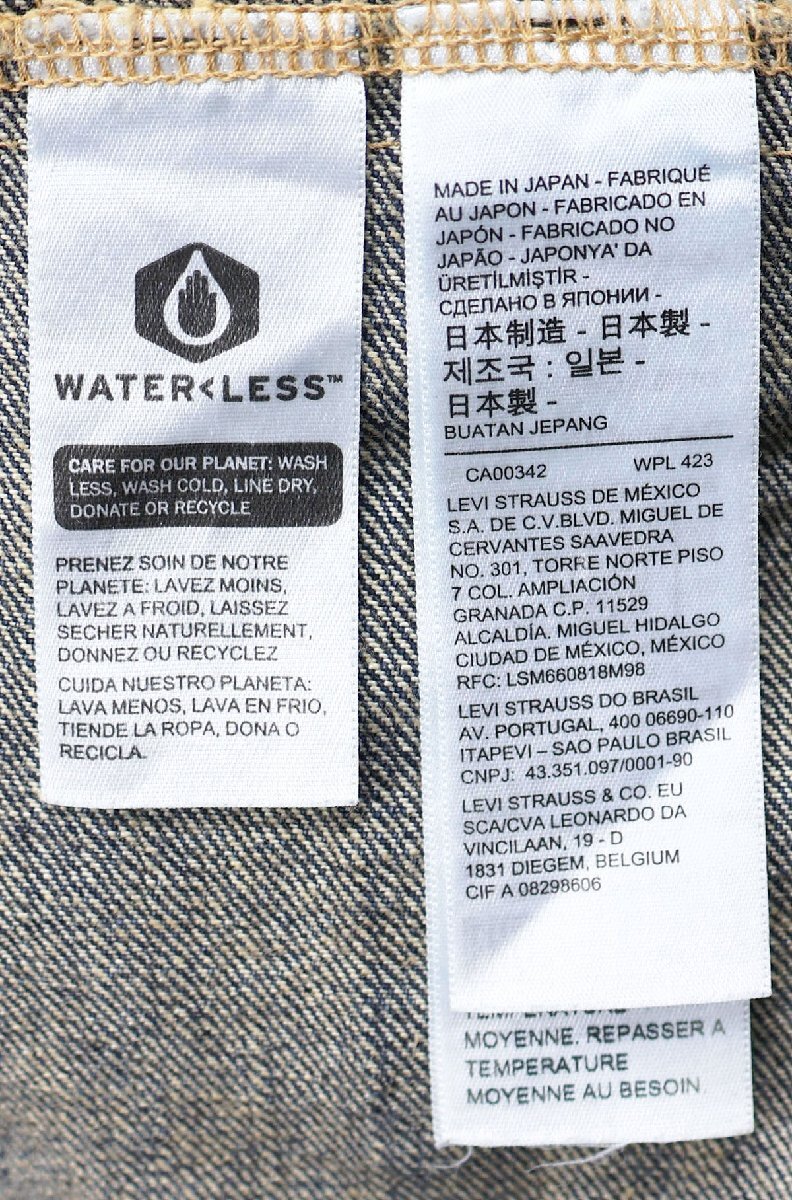 WATER<LESS™
CARE FOR OUR PLANET: WASH
LESS, WASH COLD, LINE DRY,
DONATE OR RECYCLE
PRENEZ SOIN DE NOTRE
PLANETE: LAVEZ MOINS,
LAVEZ A FROID, LAISSEZ
SECHER NATURELLEMENT,
DONNEZ OU RECYCLEZ
CUIDA NUESTRO PLANETA:
LAVA MENOS, LAVA EN FRIO,
TIENDE LA ROPA, DONA O
RECICLA.
MADE IN JAPAN - FABRIQUÉ
AU JAPON - FABRICADO EN
JAPÓN - FABRICADO NO
JAPÃO - JAPONYA' DA
ÜRETİLMİŞTİR -
СДЕЛАНО В ЯПОНИИ -
日本制造 - 日本製 -
제조국 : 일본 -
日本製 -
BUATAN JEPANG
CA00342 WPL 423
LEVI STRAUSS DE MÉXICO
S.A. DE C.V.BLVD. MIGUEL DE
CERVANTES SAAVEDRA
NO. 301, TORRE NORTE PISO
7 COL. AMPLIACIÓN
GRANADA C.P. 11529
ALCALDÍA. MIGUEL HIDALGO
CIUDAD DE MÉXICO, MÉXICO
RFC: LSM660818M98
LEVI STRAUSS DO BRASIL
AV. PORTUGAL, 400 06690-110
ITAPEVI – SAO PAULO BRASIL
CNPJ: 43.351.097/0001-90
LEVI STRAUSS & CO. EU
SCA/CVA LEONARDO DA
VINCILAAN, 19 - D
1831 DIEGEM, BELGIUM
CIF A 08298606
MOYENNE. REPASSER A
TEMPERATURE
MOYENNE AU BESOIN